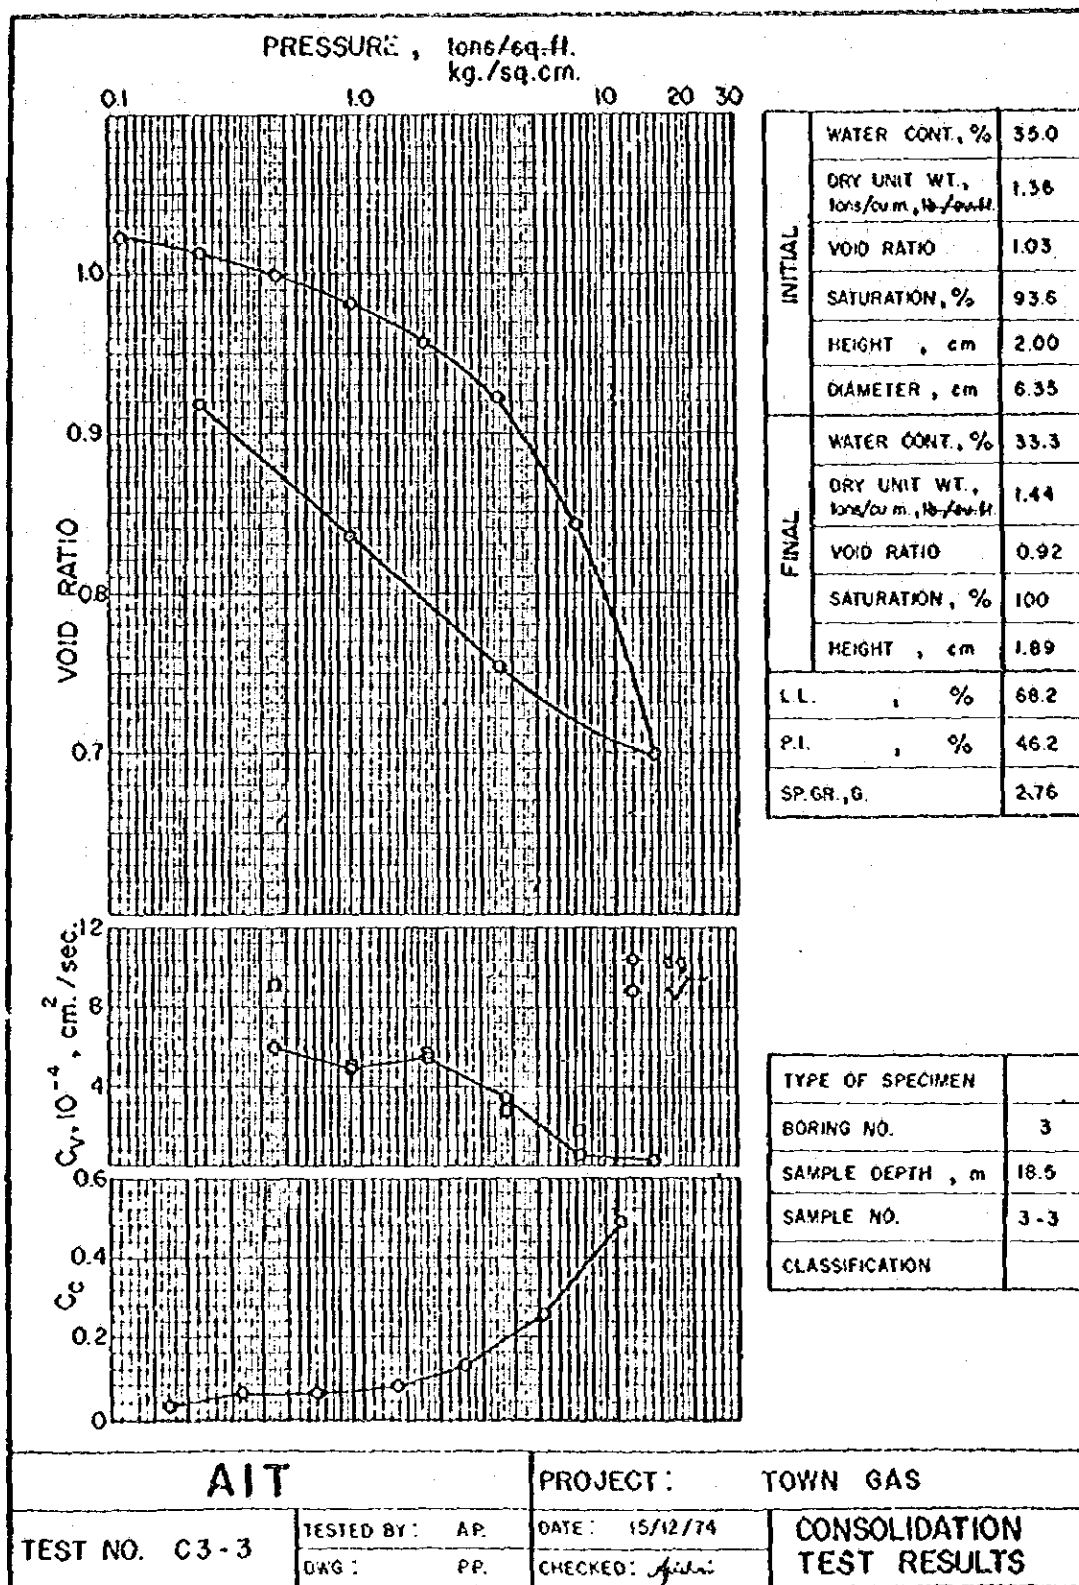 PRESSURE, tons/sq.ft.
kg./sq.cm.
0.1 1.0 10 20 30
1.0
0.9
0.8
0.7
VOID RATIO
12
8
4
Cv, 10⁻⁴, cm.²/sec.
0.6
0.4
0.2
0
Cc
INITIAL
WATER CONT., % 35.0
DRY UNIT WT., 1.36
tons/cu m., lb/cu.ft.
VOID RATIO 1.03
SATURATION, % 93.6
HEIGHT , cm 2.00
DIAMETER , cm 6.35
FINAL
WATER CONT., % 33.3
DRY UNIT WT., 1.44
tons/cu m., lb/cu.ft.
VOID RATIO 0.92
SATURATION, % 100
HEIGHT , cm 1.89
L.L. , % 68.2
P.I. , % 46.2
SP.GR.,G. 2.76
TYPE OF SPECIMEN
BORING NO. 3
SAMPLE DEPTH , m 18.5
SAMPLE NO. 3-3
CLASSIFICATION
AIT
PROJECT: TOWN GAS
TEST NO. C3-3
TESTED BY: AP.
DWG: PP.
DATE: 15/12/74
CHECKED:
CONSOLIDATION
TEST RESULTS